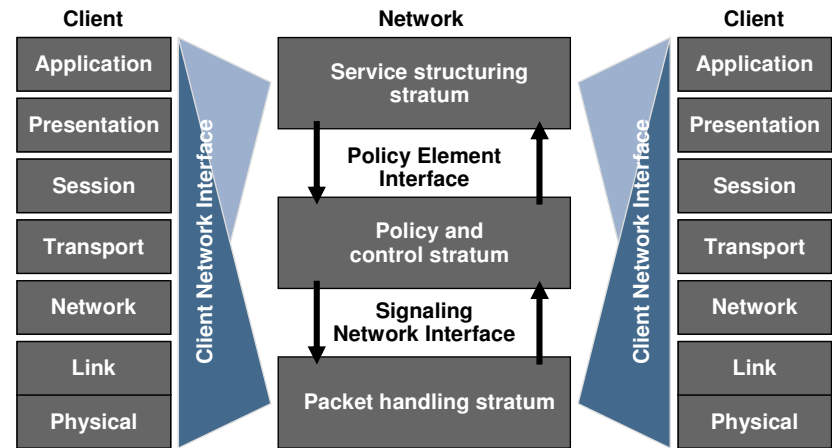 Client
Network
Client
Application
Presentation
Session
Transport
Network
Link
Physical
Client Network Interface
Service structuring
stratum
Policy Element
Interface
Policy and
control stratum
Signaling
Network Interface
Packet handling stratum
Client Network Interface
Application
Presentation
Session
Transport
Network
Link
Physical